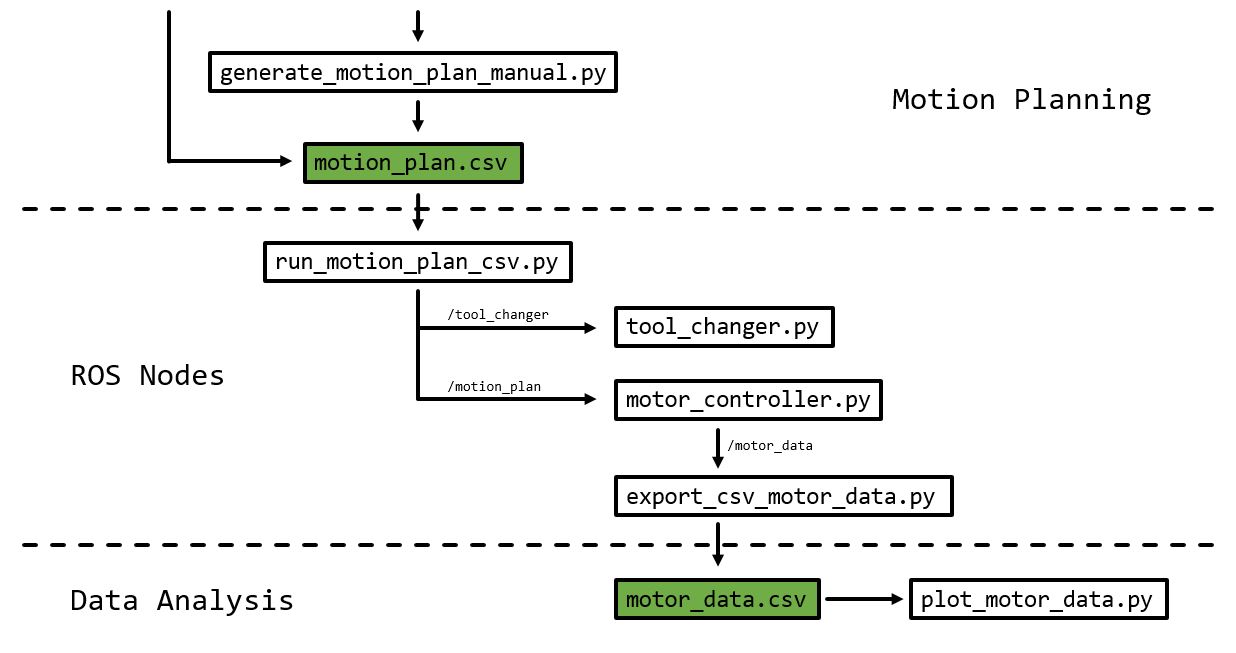 generate_motion_plan_manual.py
Motion Planning
motion_plan.csv
run_motion_plan_csv.py
/tool_changer
tool_changer.py
ROS Nodes
/motion_plan
motor_controller.py
/motor_data
export_csv_motor_data.py
Data Analysis
motor_data.csv
plot_motor_data.py